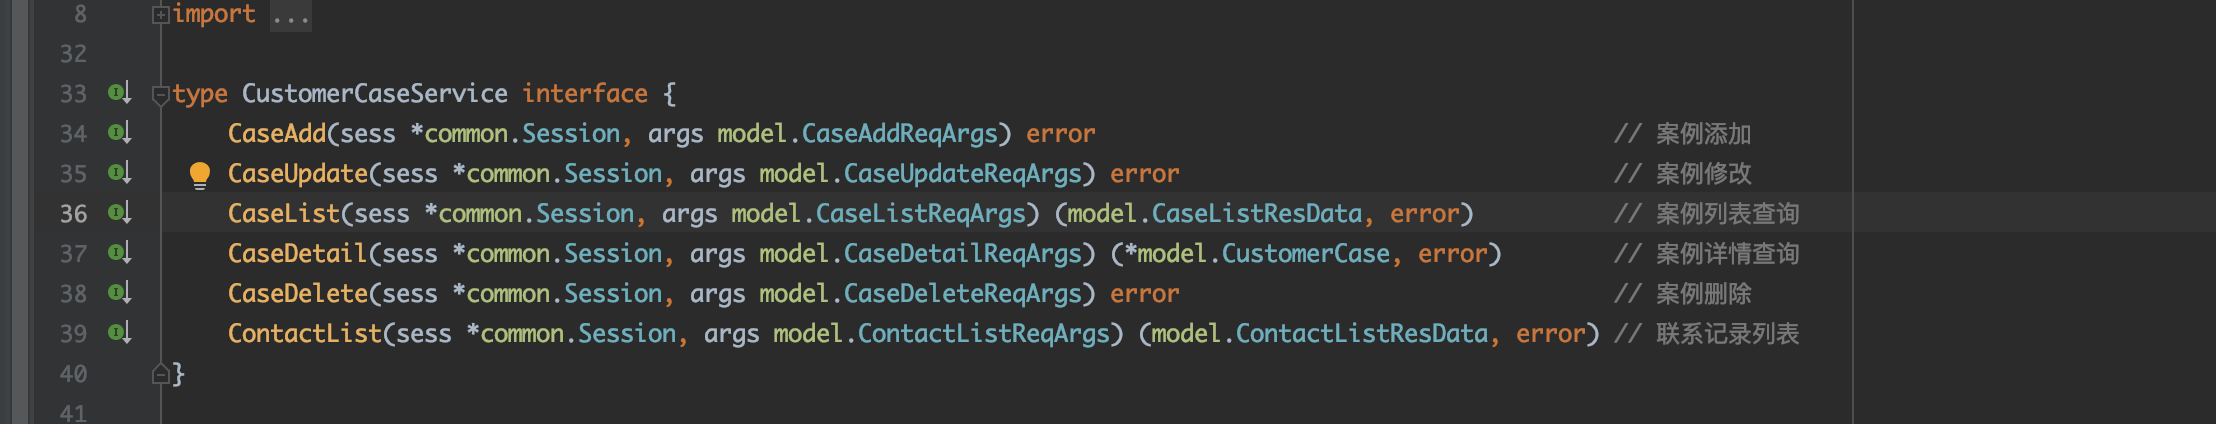 8 import ...
32
33 type CustomerCaseService interface {
34 CaseAdd(sess *common.Session, args model.CaseAddReqArgs) error // 案例添加
35 CaseUpdate(sess *common.Session, args model.CaseUpdateReqArgs) error // 案例修改
36 CaseList(sess *common.Session, args model.CaseListReqArgs) (model.CaseListResData, error) // 案例列表查询
37 CaseDetail(sess *common.Session, args model.CaseDetailReqArgs) (*model.CustomerCase, error) // 案例详情查询
38 CaseDelete(sess *common.Session, args model.CaseDeleteReqArgs) error // 案例删除
39 ContactList(sess *common.Session, args model.ContactListReqArgs) (model.ContactListResData, error) // 联系记录列表
40 }
41